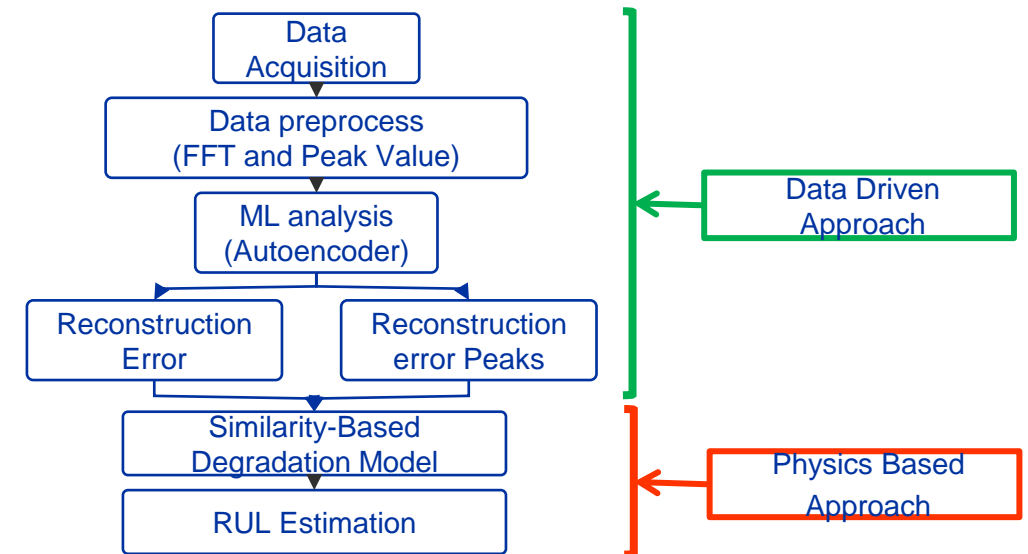 Data
Acquisition
Data preprocess
(FFT and Peak Value)
ML analysis
(Autoencoder)
Reconstruction
Error
Reconstruction
error Peaks
Similarity-Based
Degradation Model
RUL Estimation
Data Driven
Approach
Physics Based
Approach